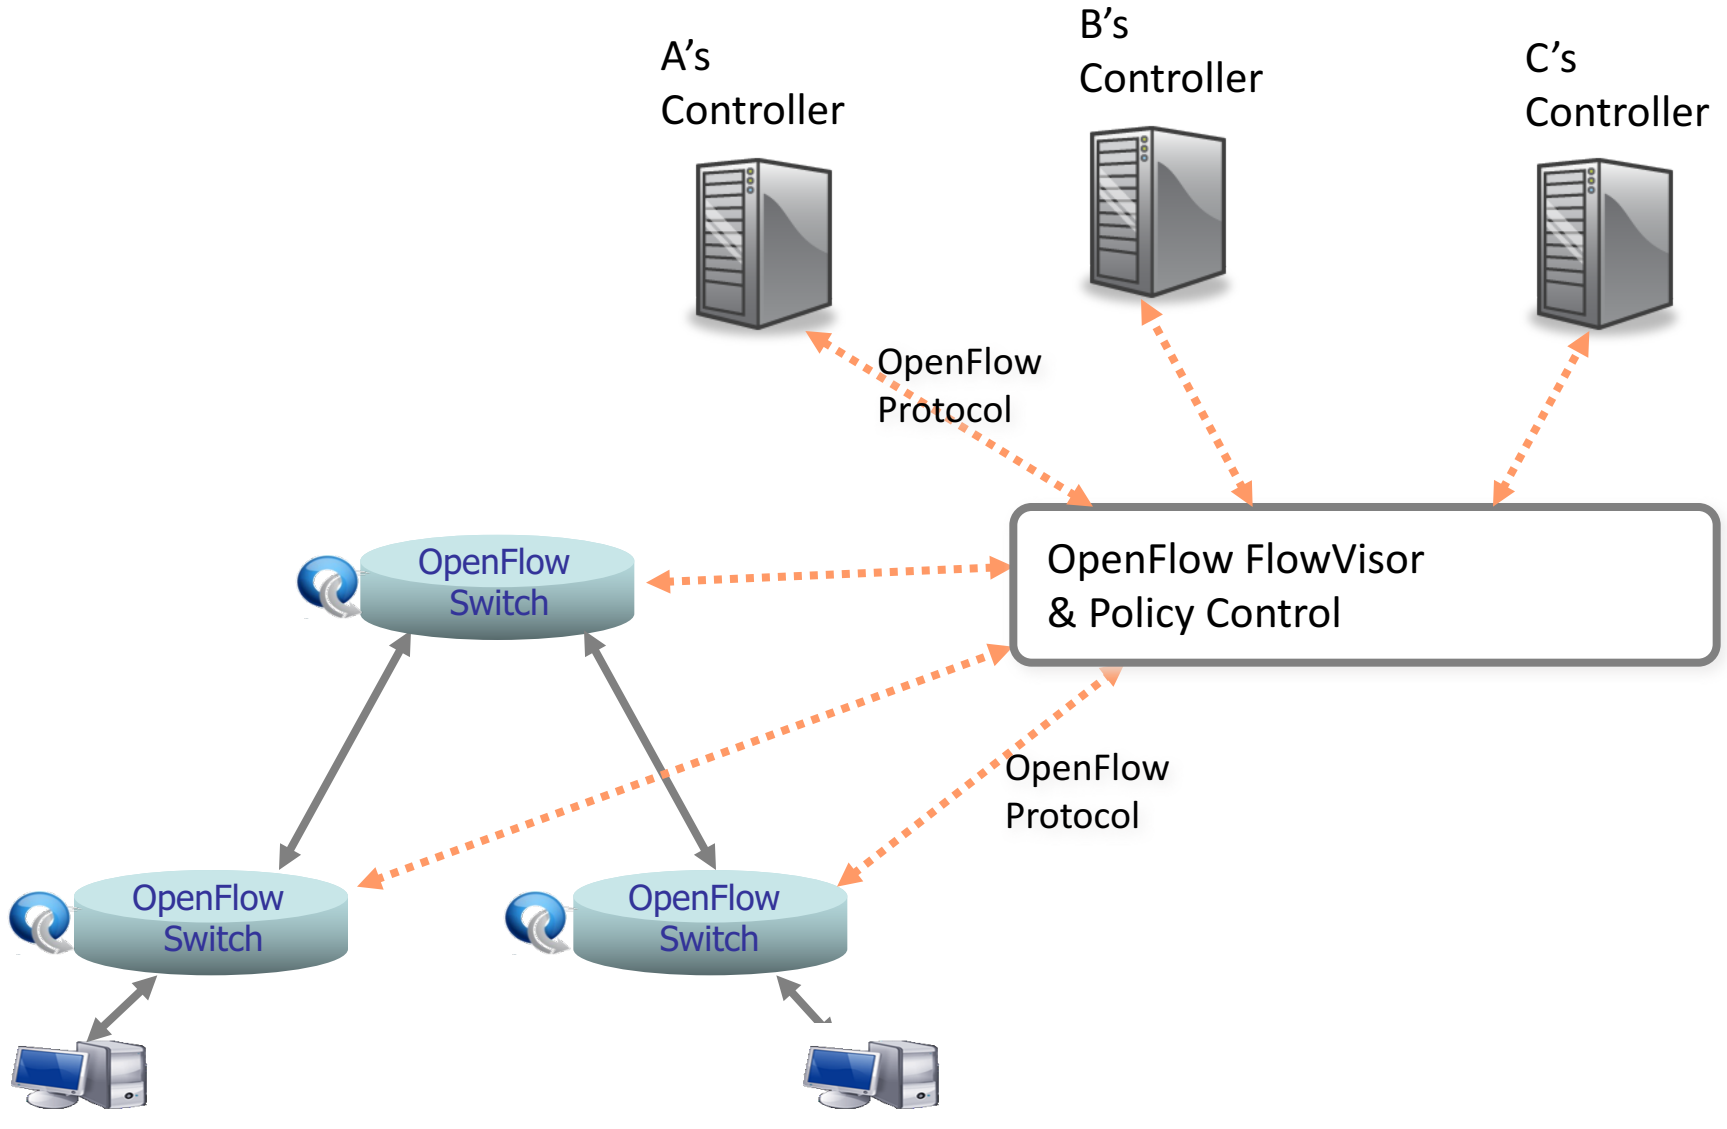 A’s
Controller
B’s
Controller
C’s
Controller
OpenFlow
Protocol
OpenFlow FlowVisor
& Policy Control
OpenFlow
Switch
OpenFlow
Protocol
OpenFlow
Switch
OpenFlow
Switch